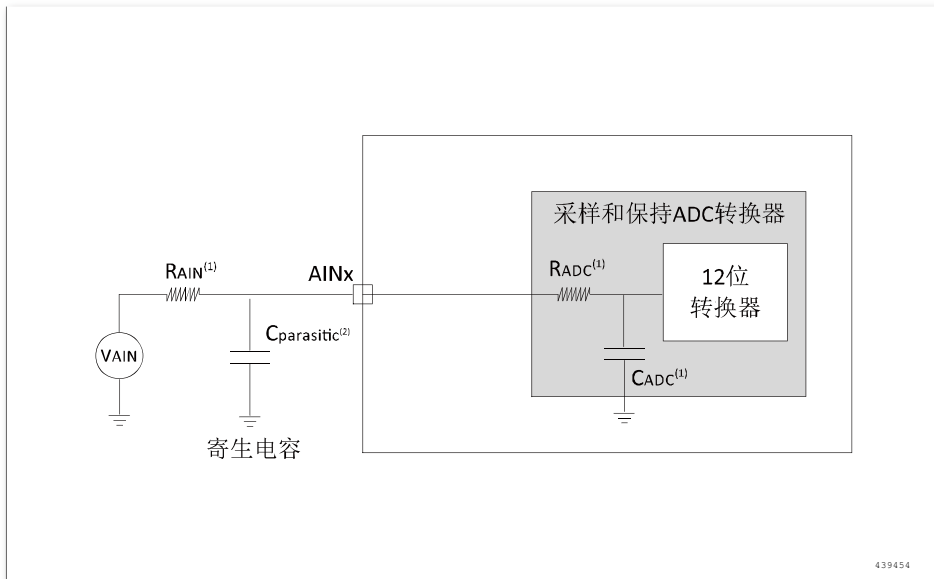 采样和保持ADC转换器
RAIN(1)
AINx
RADC(1)
12位
转换器
Cparasitic(2)
VAIN
CADC(1)
寄生电容
439454